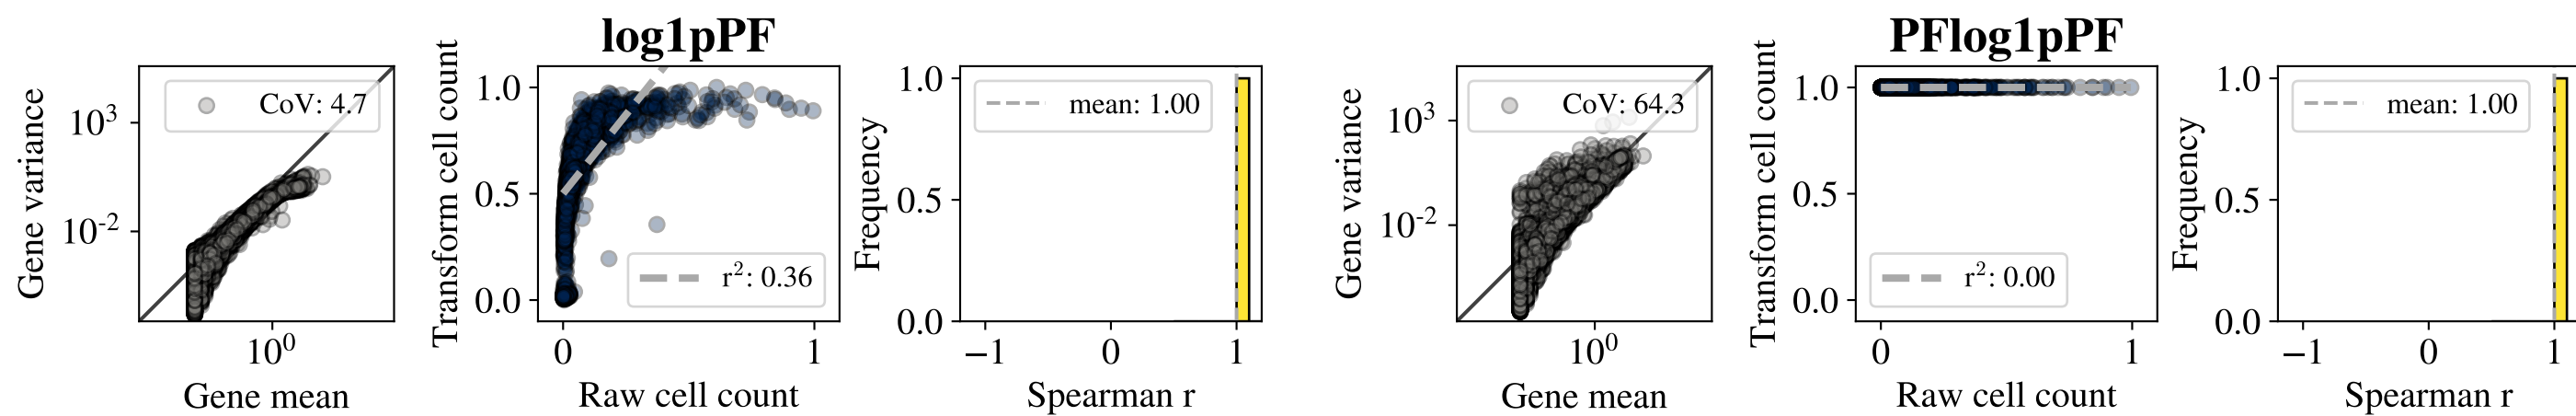 log1pPF
Gene variance
10³
10⁻²
CoV: 4.7
10⁰
Gene mean
Transform cell count
1.0
0.5
0.0
r²: 0.36
0
1
Raw cell count
Frequency
1.0
0.5
0.0
mean: 1.00
−1
0
1
Spearman r
PFlog1pPF
Gene variance
10³
10⁻²
CoV: 64.3
10⁰
Gene mean
Transform cell count
1.0
0.5
0.0
r²: 0.00
0
1
Raw cell count
Frequency
1.0
0.5
0.0
mean: 1.00
−1
0
1
Spearman r